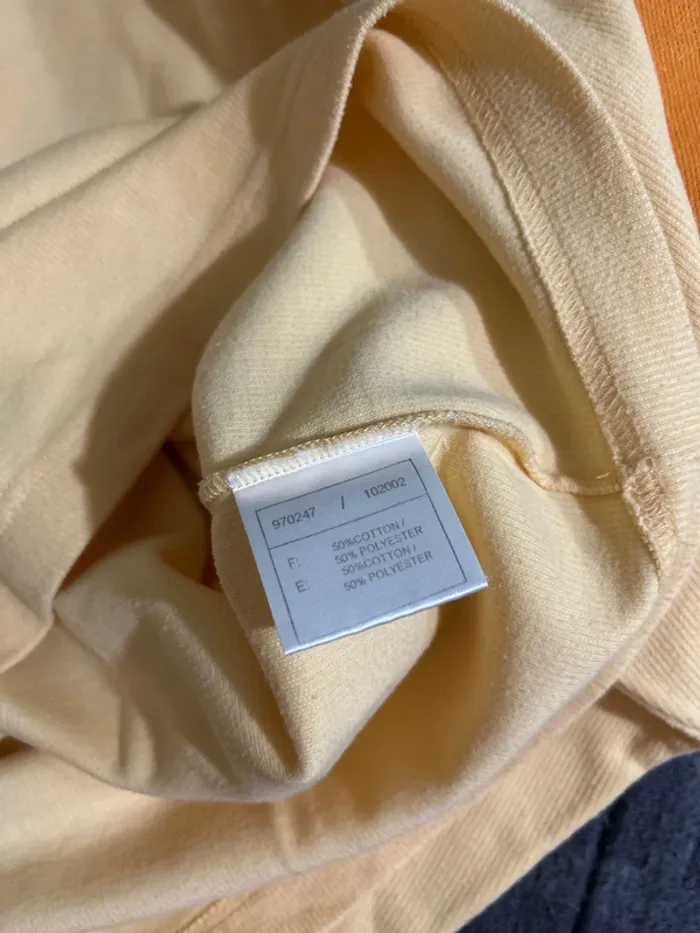 970247 / 102002
F: 50%COTTON /
50% POLYESTER
E: 50%COTTON /
50% POLYESTER